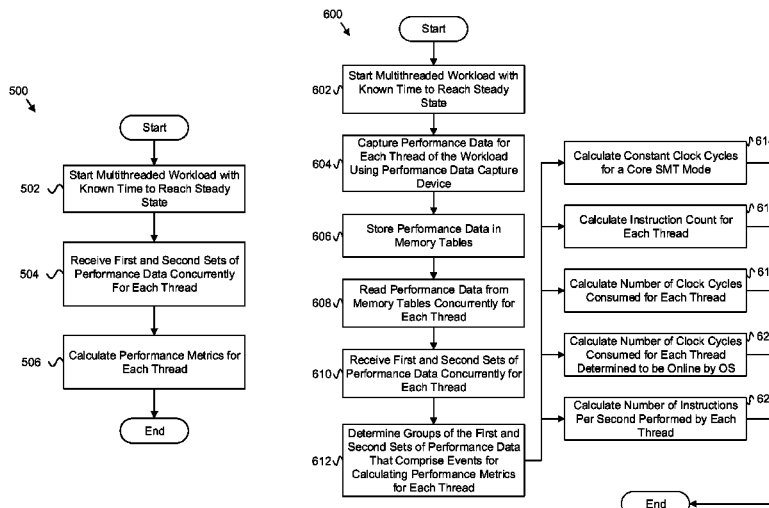 500
Start
502
Start Multithreaded Workload with
Known Time to Reach Steady
State
504
Receive First and Second Sets of
Performance Data Concurrently
For Each Thread
506
Calculate Performance Metrics for
Each Thread
End
600
Start
602
Start Multithreaded Workload with
Known Time to Reach Steady
State
604
Capture Performance Data for
Each Thread of the Workload
Using Performance Data Capture
Device
606
Store Performance Data in
Memory Tables
608
Read Performance Data from
Memory Tables Concurrently for
Each Thread
610
Receive First and Second Sets of
Performance Data Concurrently for
Each Thread
612
Determine Groups of the First and
Second Sets of Performance Data
That Comprise Events for
Calculating Performance Metrics
for Each Thread
Calculate Constant Clock Cycles
for a Core SMT Mode
Calculate Instruction Count for
Each Thread
Calculate Number of Clock Cycles
Consumed for Each Thread
Calculate Number of Clock Cycles
Consumed for Each Thread
Determined to be Online by OS
Calculate Number of Instructions
Per Second Performed by Each
Thread
End